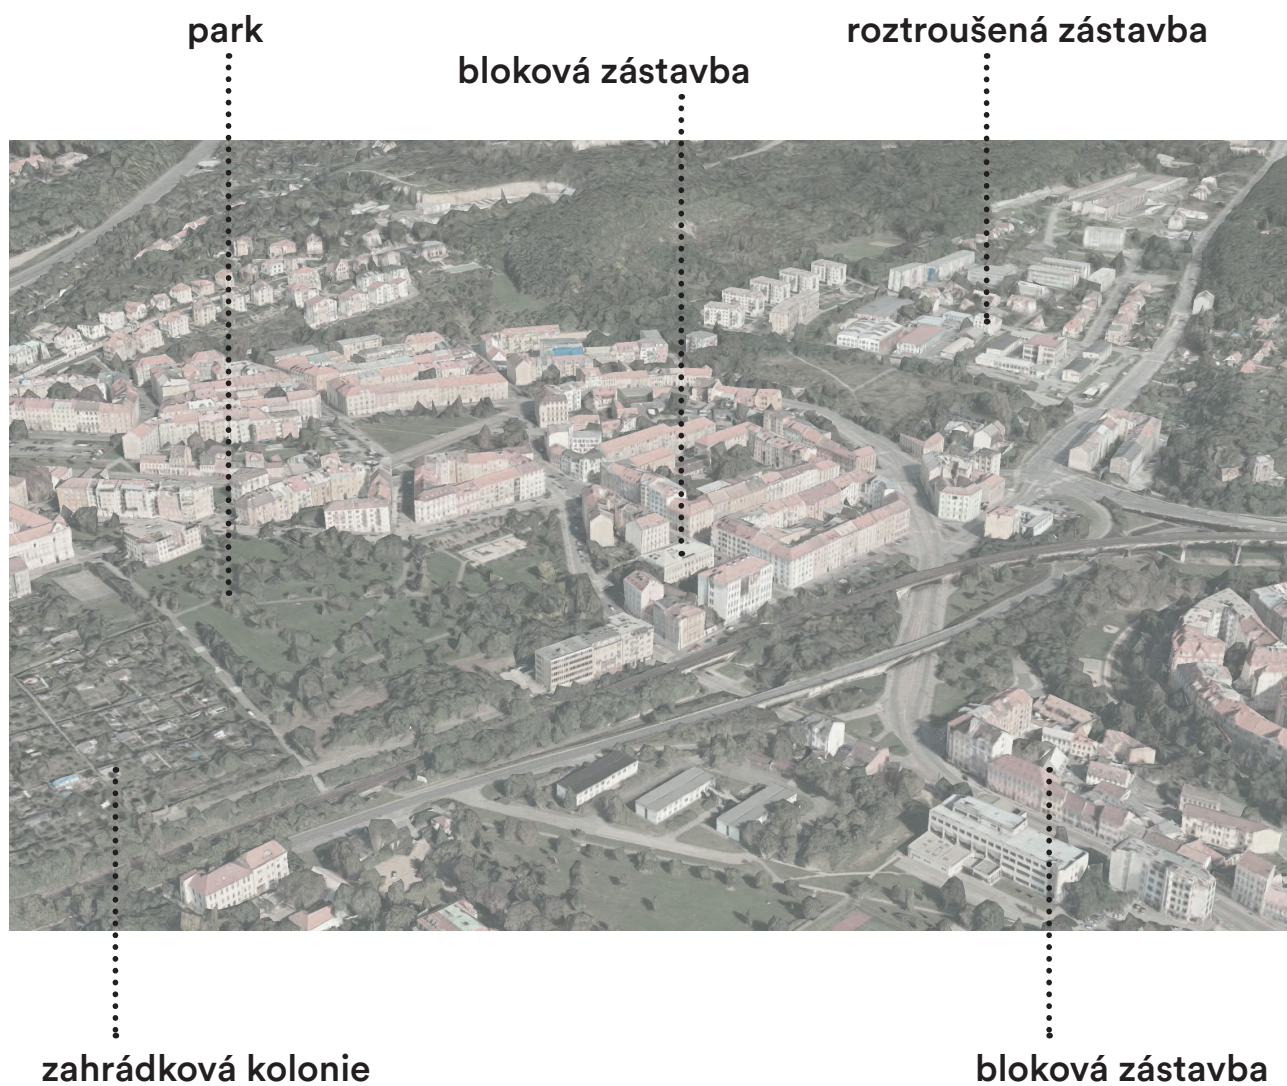 park
roztroušená zástavba
bloková zástavba
zahrádková kolonie
bloková zástavba